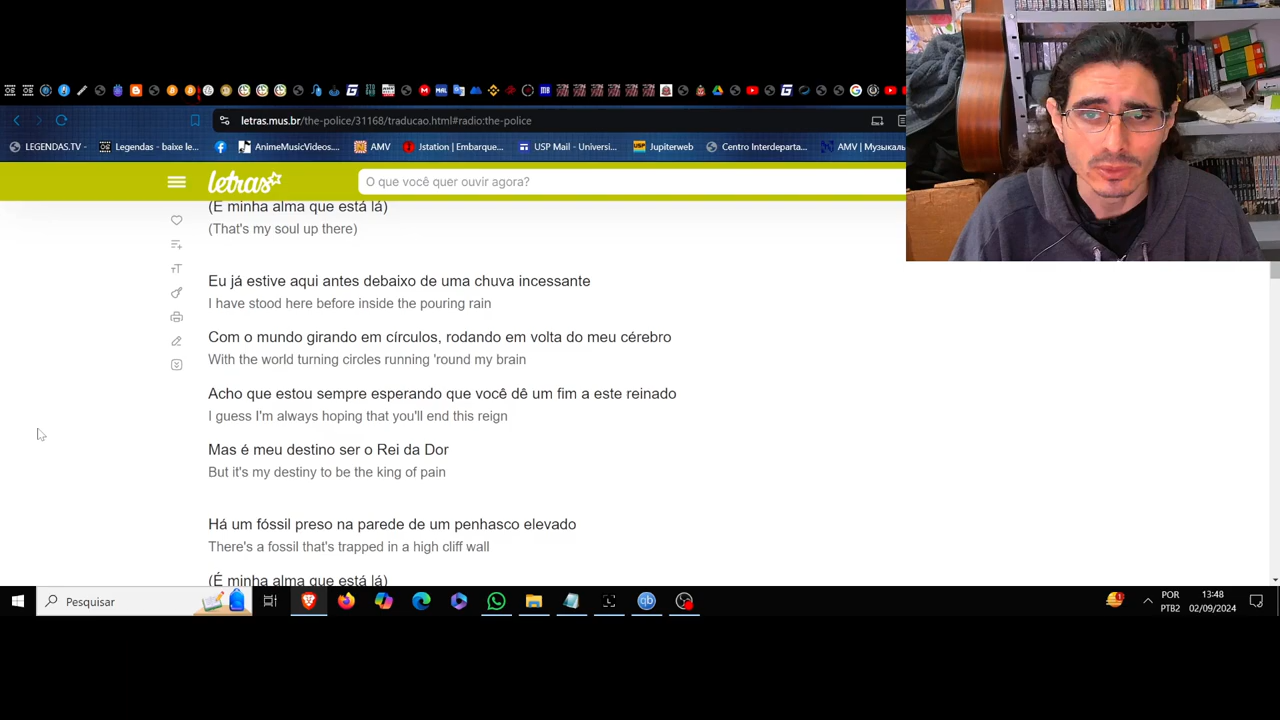 letras.mus.br/the-police/31168/traducao.html#radio:the-police
LEGENDAS.TV - Legendas - baixe le... AnimeMusicVideos.... AMV Jstation | Embarque... USP Mail - Universi... Jupiterweb Centro Interdeparta... AMV | Музыкаль
letras O que você quer ouvir agora?
(É minha alma que está lá)
(That's my soul up there)
Eu já estive aqui antes debaixo de uma chuva incessante
I have stood here before inside the pouring rain
Com o mundo girando em círculos, rodando em volta do meu cérebro
With the world turning circles running 'round my brain
Acho que estou sempre esperando que você dê um fim a este reinado
I guess I'm always hoping that you'll end this reign
Mas é meu destino ser o Rei da Dor
But it's my destiny to be the king of pain
Há um fóssil preso na parede de um penhasco elevado
There's a fossil that's trapped in a high cliff wall
(É minha alma que está lá)
Pesquisar
POR 13:48
PTB2 02/09/2024